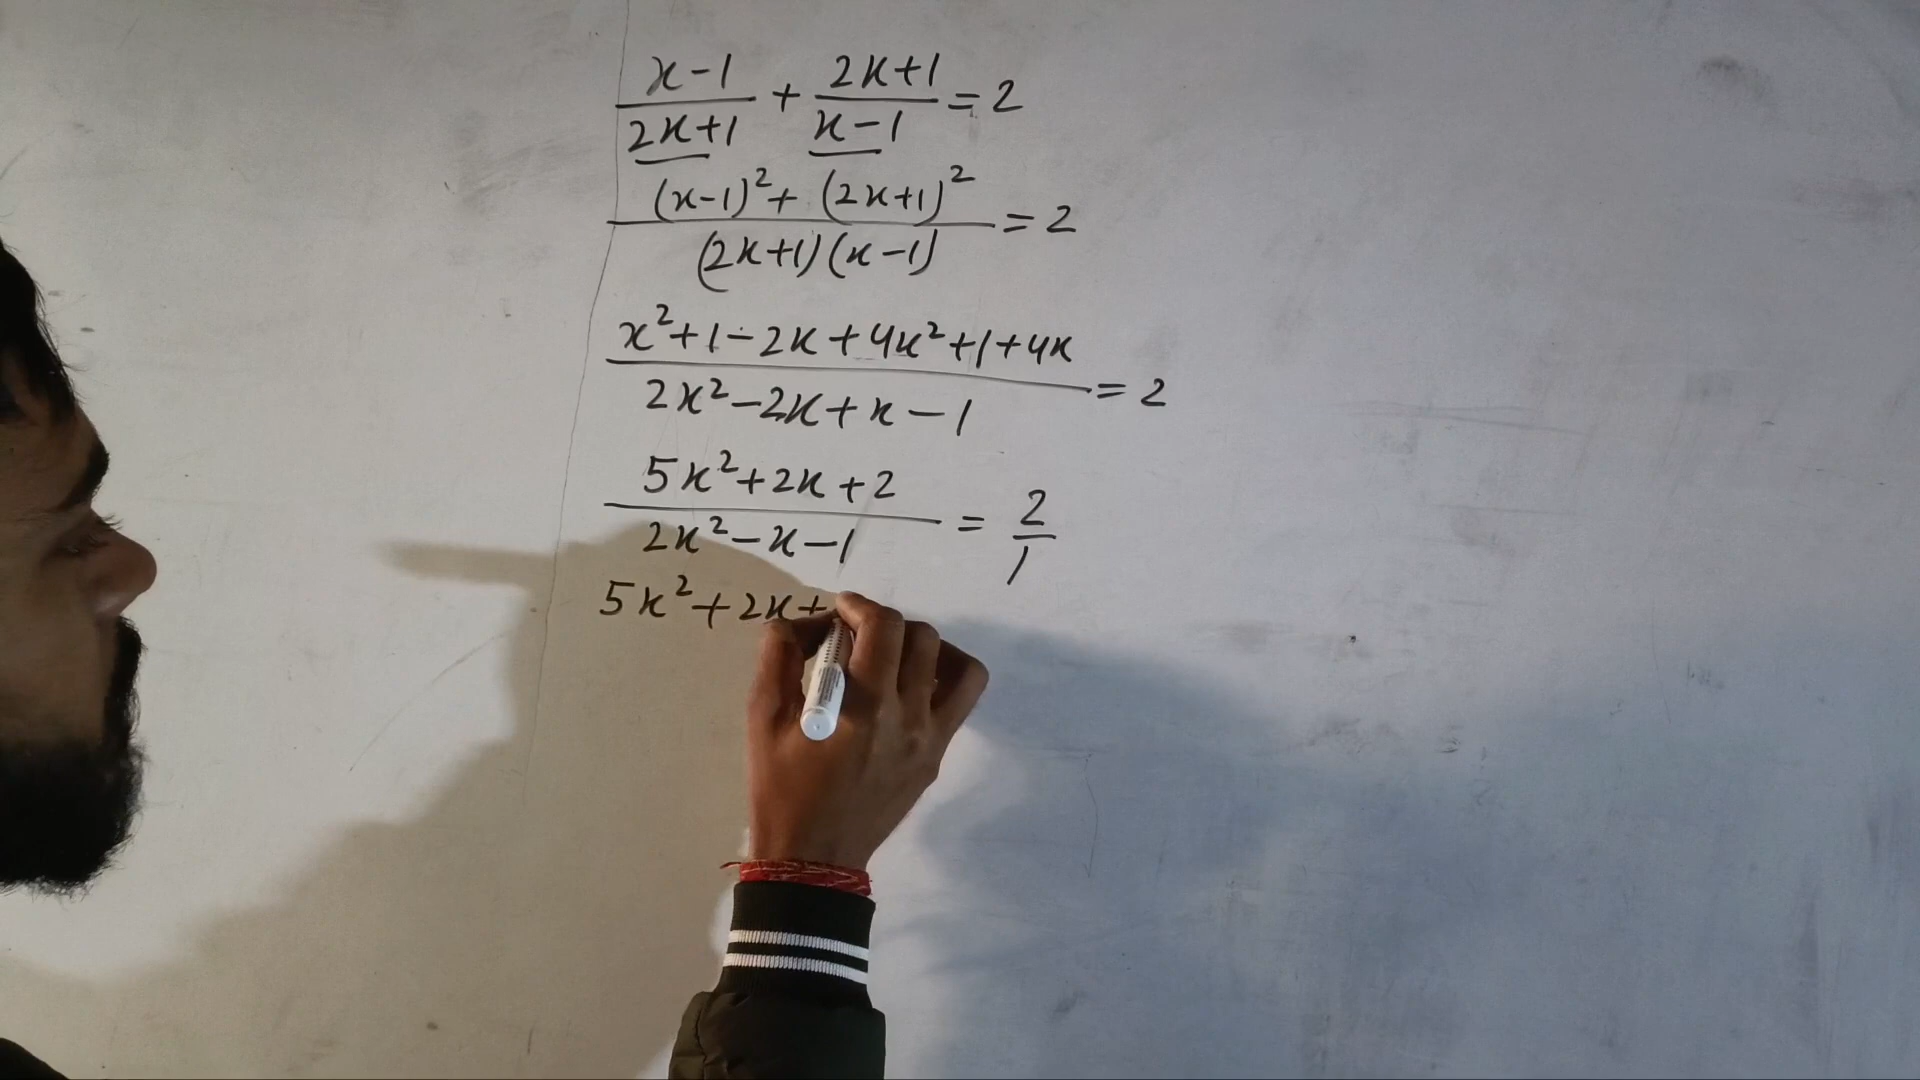 x-1/2x+1 + 2x+1/x-1 = 2
(x-1)²+(2x+1)²/(2x+1)(x-1) = 2
x²+1-2x+4x²+1+4x/2x²-2x+x-1 = 2
5x²+2x+2/2x²-x-1 = 2/1
5x²+2x+